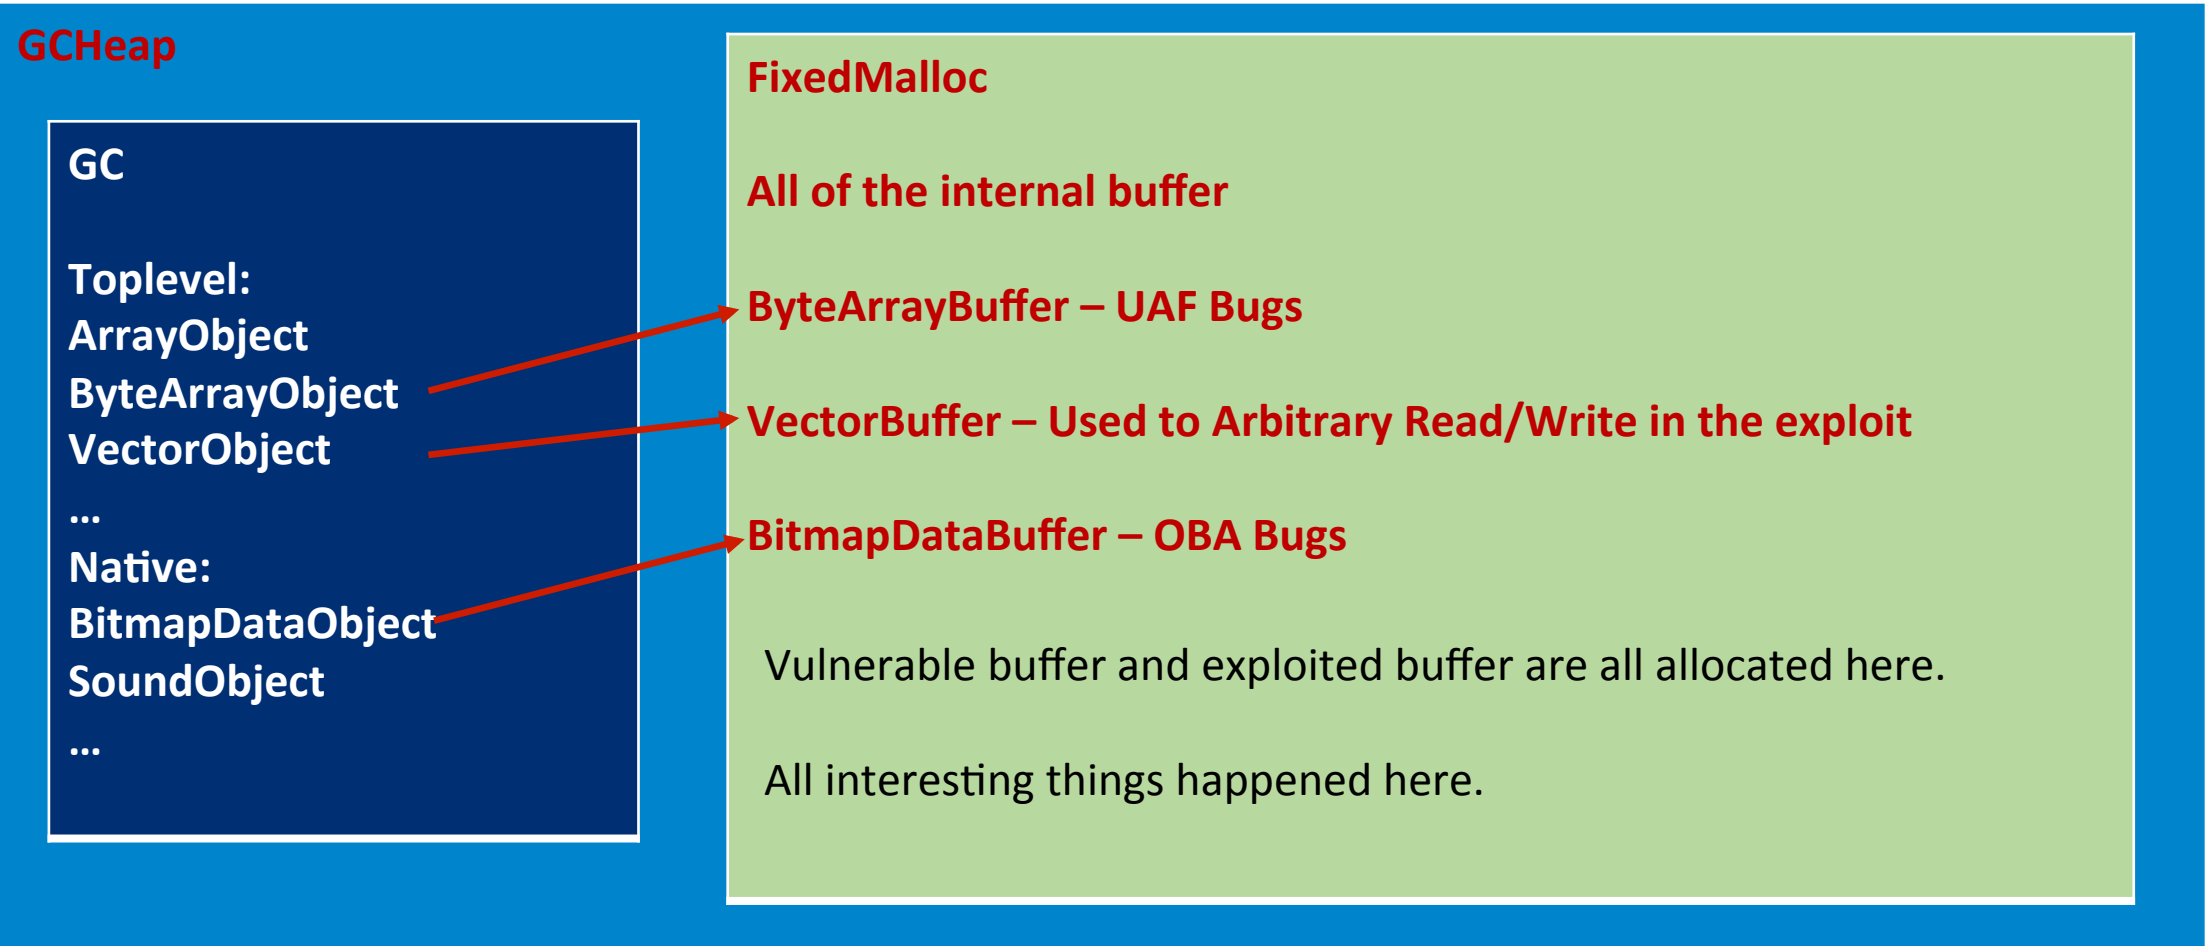 GCHeap
GC
Toplevel:
ArrayObject
ByteArrayObject
VectorObject
…
Native:
BitmapDataObject
SoundObject
…
FixedMalloc
All of the internal buffer
ByteArrayBuffer – UAF Bugs
VectorBuffer – Used to Arbitrary Read/Write in the exploit
BitmapDataBuffer – OBA Bugs
Vulnerable buffer and exploited buffer are all allocated here.
All interesting things happened here.